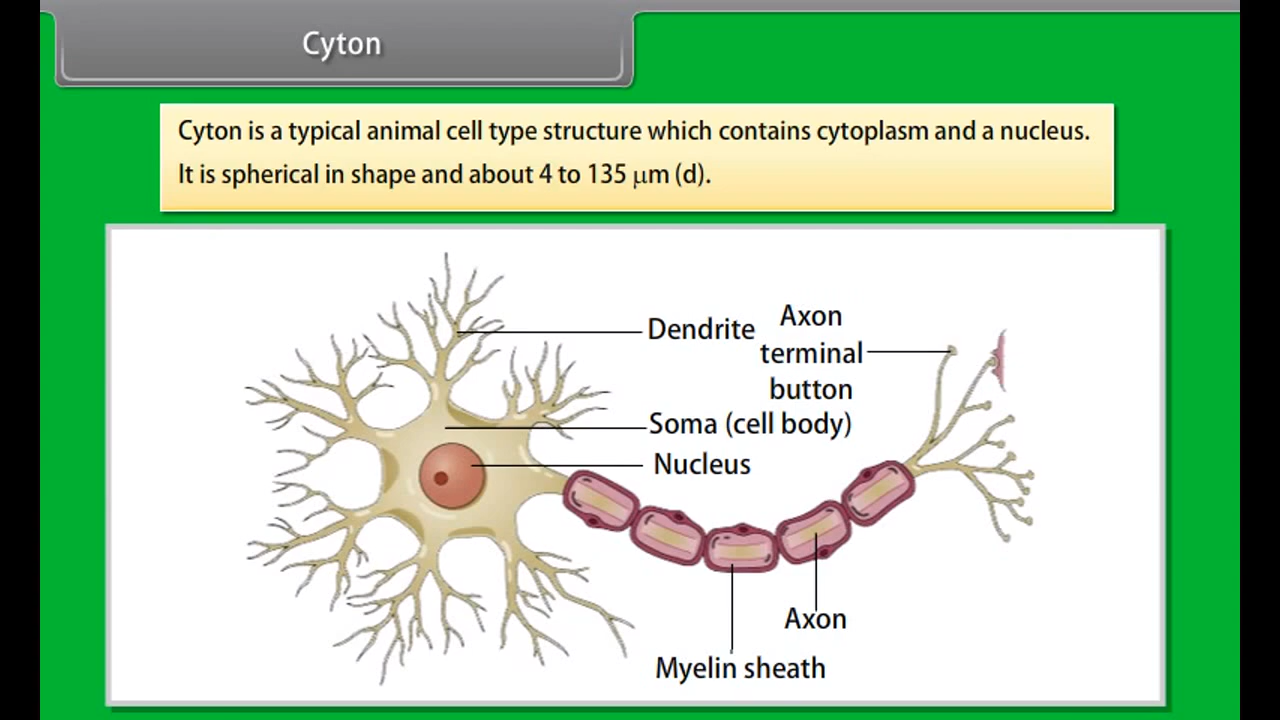 Cyton
Cyton is a typical animal cell type structure which contains cytoplasm and a nucleus.
It is spherical in shape and about 4 to 135 μm (d).
Dendrite
Axon
terminal
button
Soma (cell body)
Nucleus
Axon
Myelin sheath